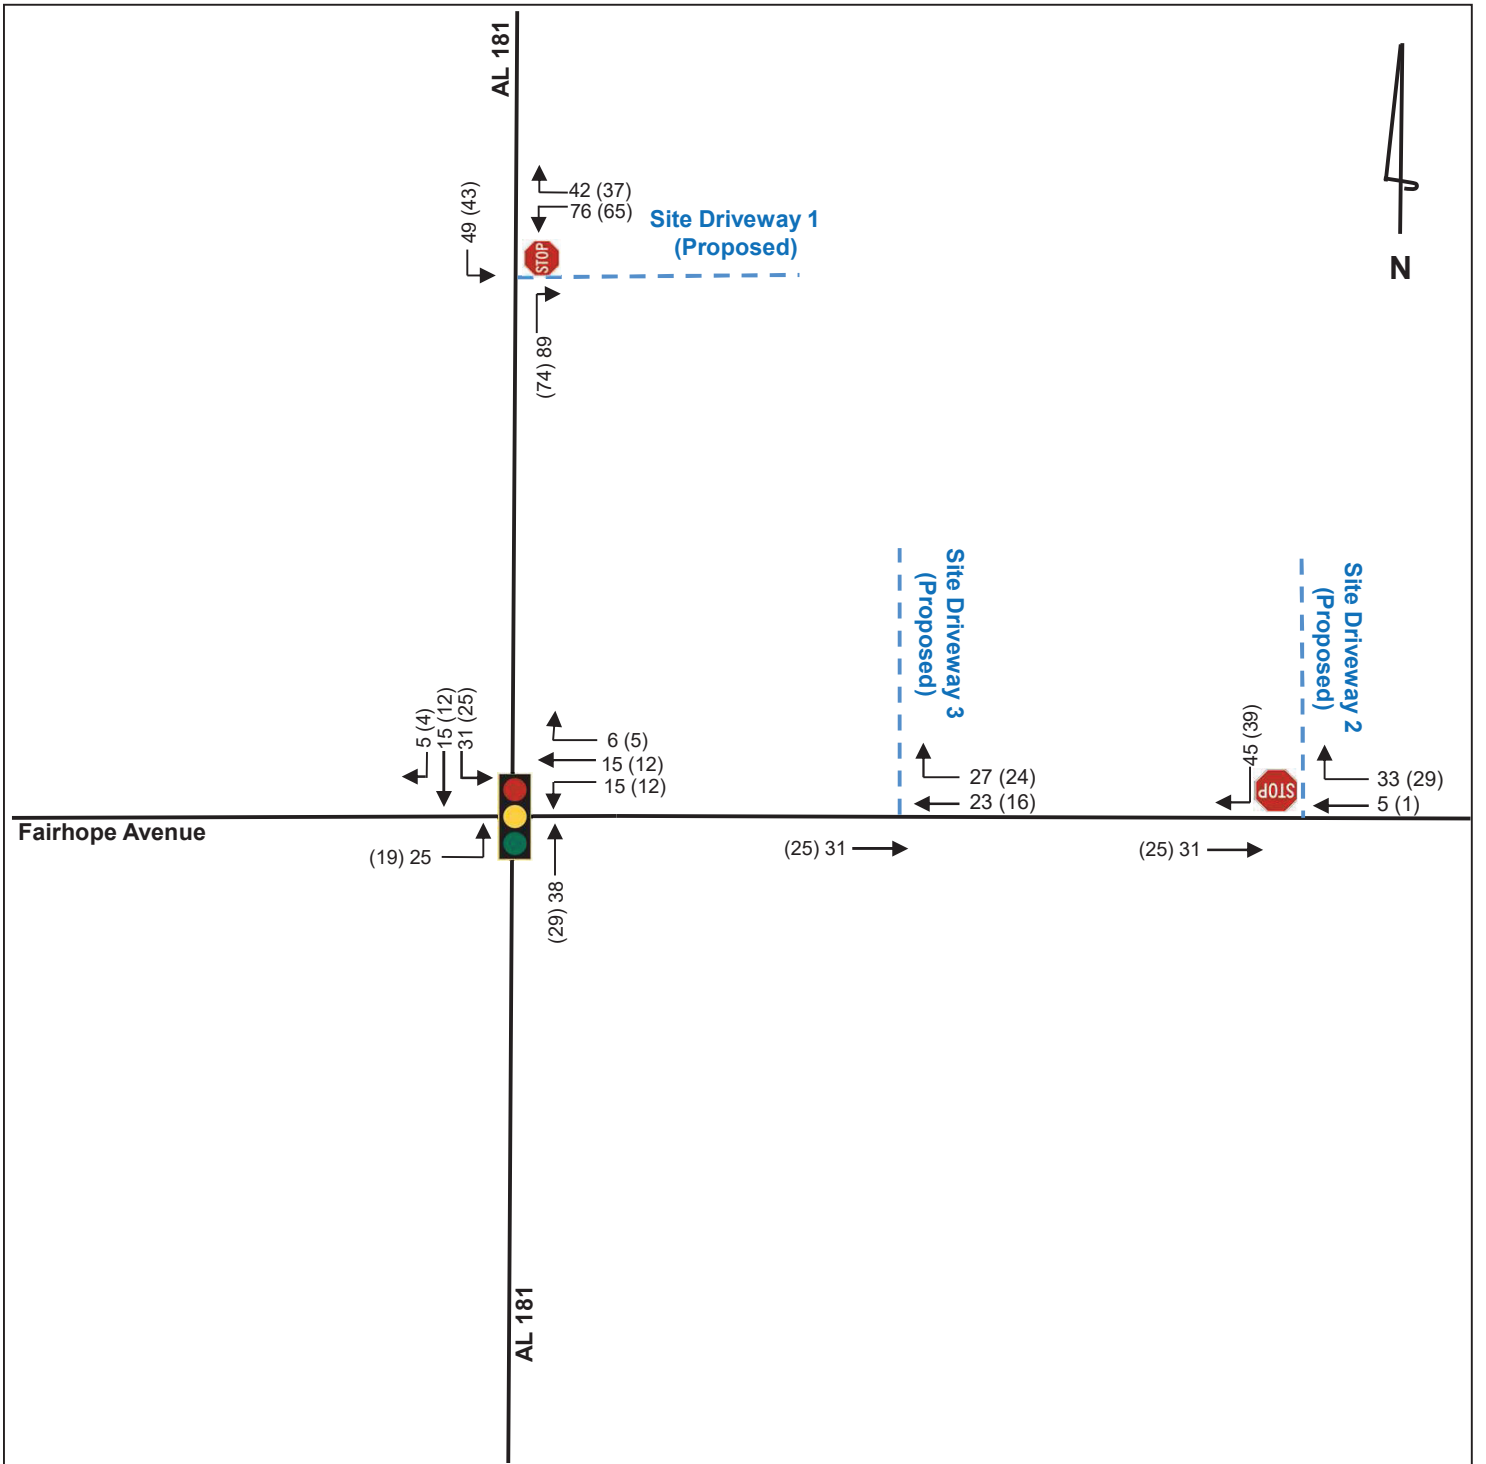 AL 181
49 (43)
42 (37)
76 (65)
STOP
Site Driveway 1
(Proposed)
N
(74) 89
Site Driveway 3
(Proposed)
Site Driveway 2
(Proposed)
5 (4)
15 (12)
31 (25)
6 (5)
15 (12)
15 (12)
27 (24)
23 (16)
45 (39)
STOP
33 (29)
5 (1)
Fairhope Avenue
(19) 25
(29) 38
(25) 31
(25) 31
AL 181